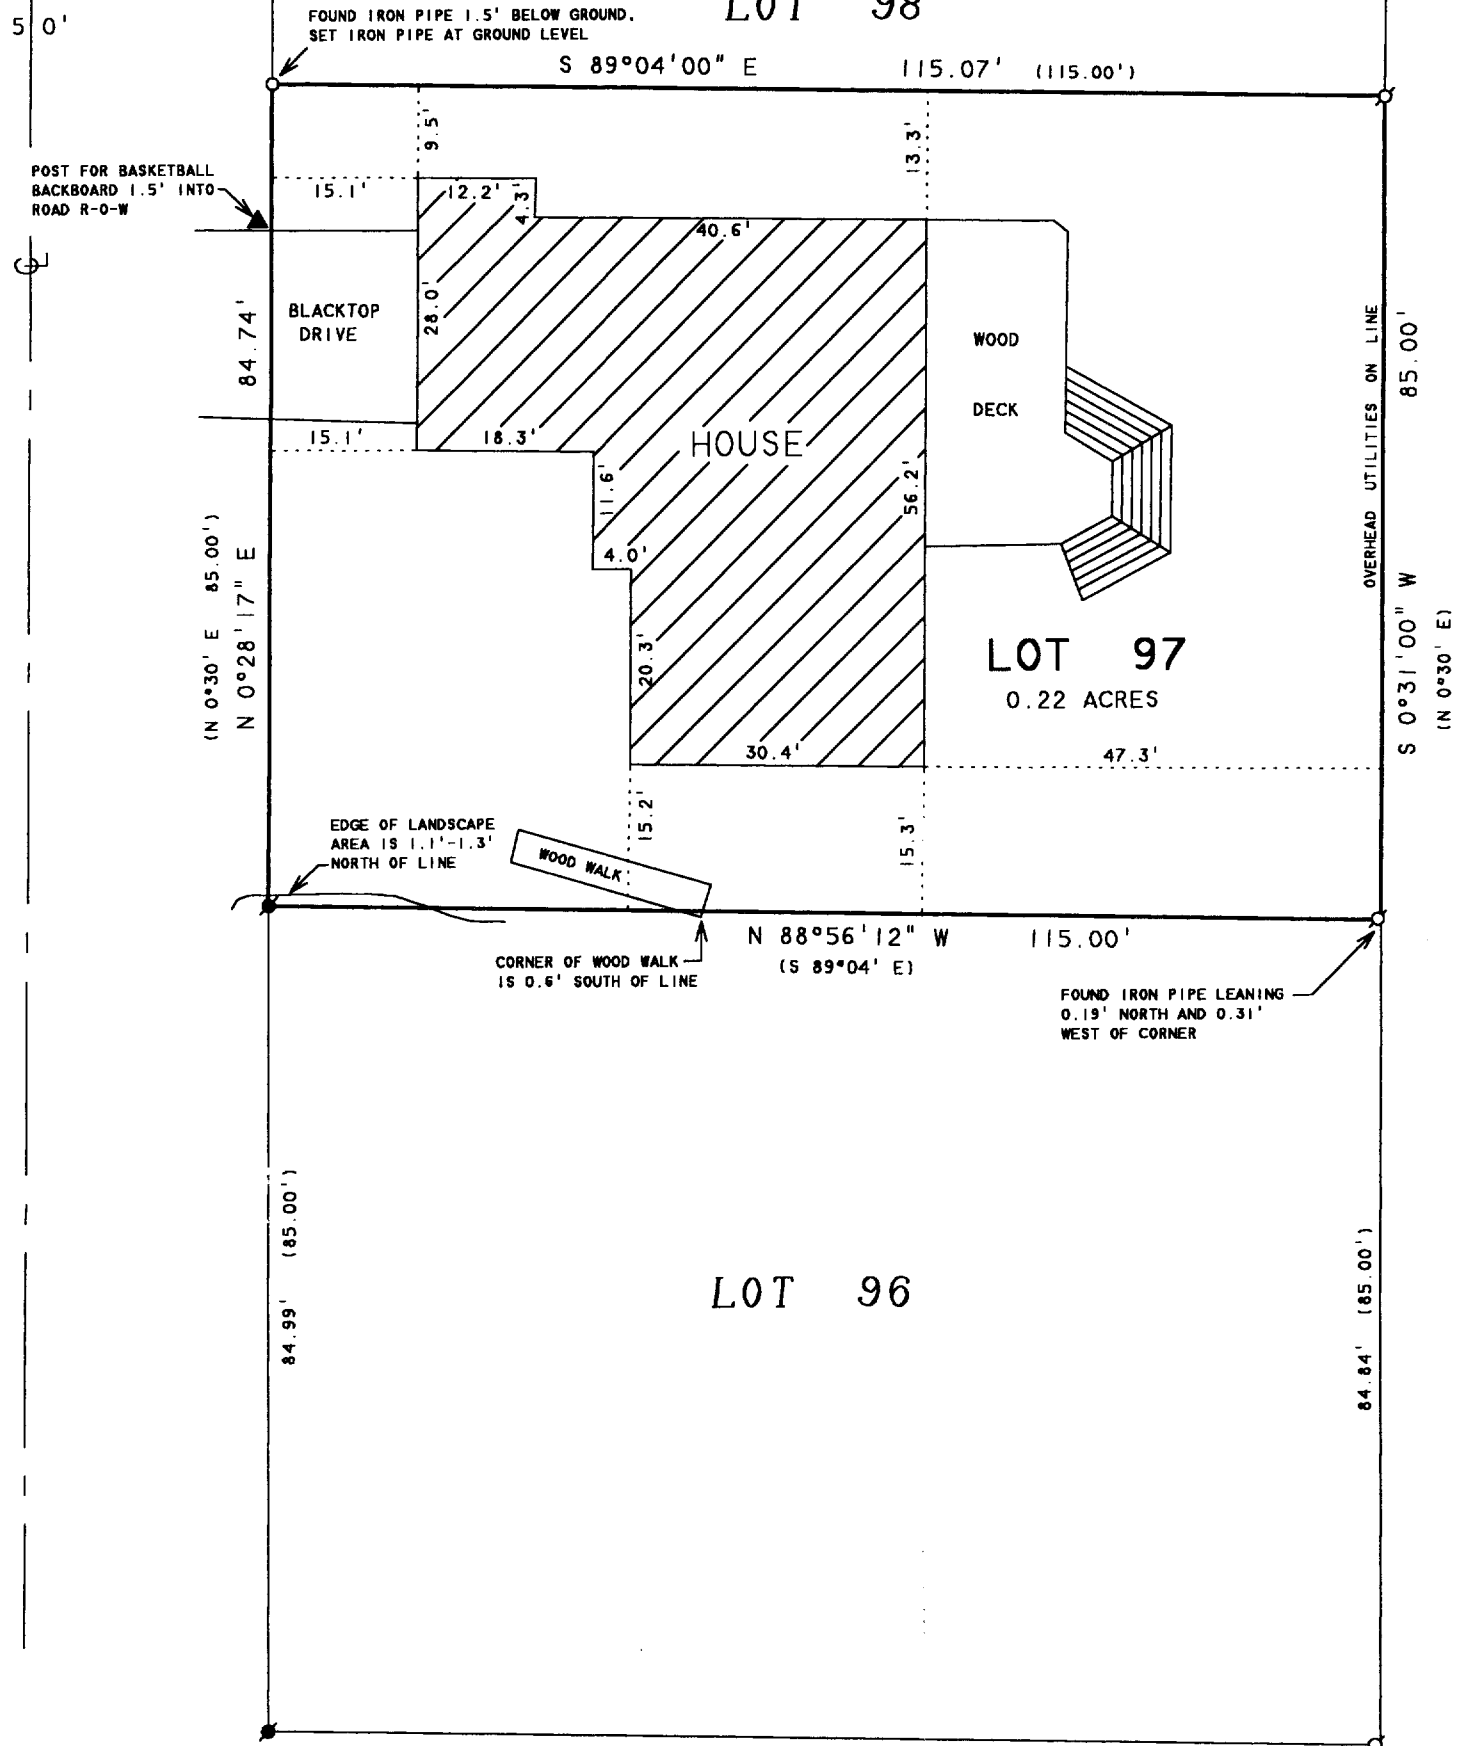 50'
FOUND IRON PIPE 1.5' BELOW GROUND.
SET IRON PIPE AT GROUND LEVEL
LOT 98
S 89°04'00" E 115.07' (115.00')
9.5'
13.3'
POST FOR BASKETBALL
BACKBOARD 1.5' INTO
ROAD R-O-W
15.1'
12.2'
4.3'
40.6'
84.74'
BLACKTOP
DRIVE
28.0'
WOOD
DECK
OVERHEAD UTILITIES ON LINE
85.00'
15.1'
18.3'
HOUSE
11.6'
56.2'
4.0'
(N 0°30' E 85.00')
N 0°28'17" E
20.3'
LOT 97
0.22 ACRES
S 0°31'00" W
(N 0°30' E)
30.4'
47.3'
15.2'
15.3'
EDGE OF LANDSCAPE
AREA IS 1.1'-1.3'
NORTH OF LINE
WOOD WALK
N 88°56'12" W 115.00'
(S 89°04' E)
CORNER OF WOOD WALK
IS 0.6' SOUTH OF LINE
FOUND IRON PIPE LEANING
0.19' NORTH AND 0.31'
WEST OF CORNER
84.99' (85.00')
LOT 96
84.84' (85.00')